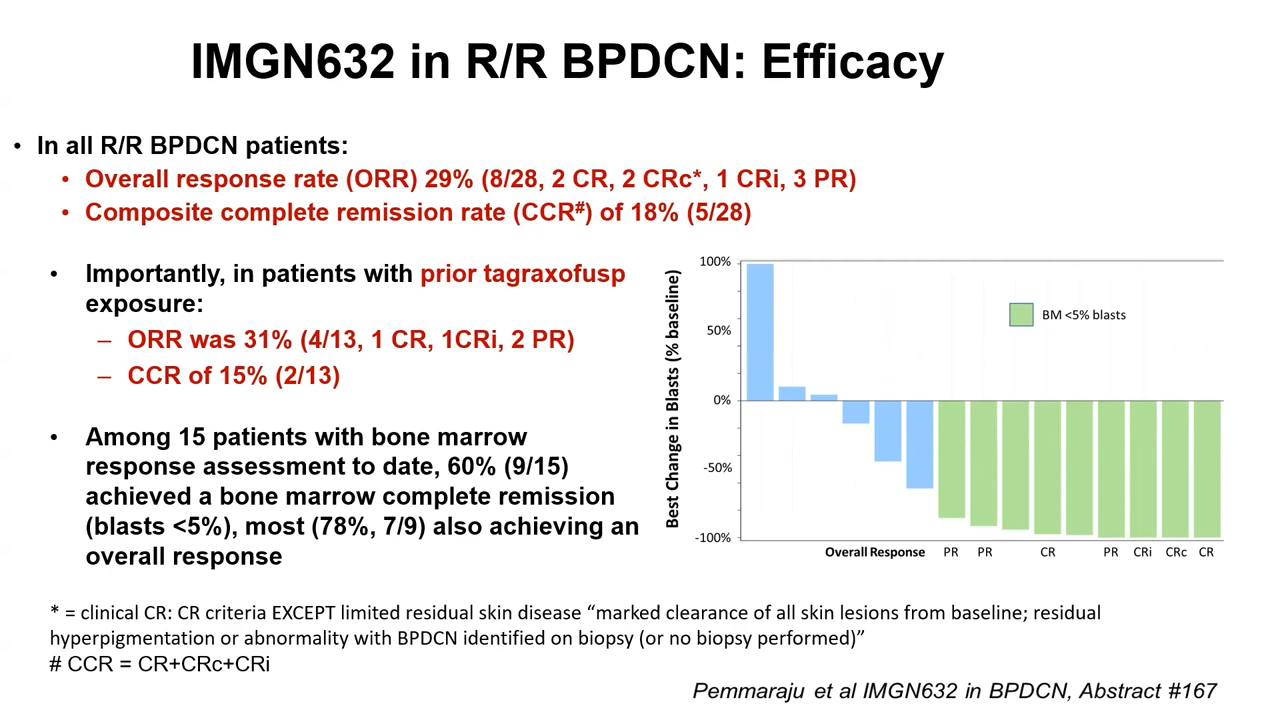 IMGN632 in R/R BPDCN: Efficacy
• In all R/R BPDCN patients:
• Overall response rate (ORR) 29% (8/28, 2 CR, 2 CRc*, 1 CRi, 3 PR)
• Composite complete remission rate (CCR#) of 18% (5/28)
• Importantly, in patients with prior tagraxofusp
exposure:
– ORR was 31% (4/13, 1 CR, 1CRi, 2 PR)
– CCR of 15% (2/13)
• Among 15 patients with bone marrow
response assessment to date, 60% (9/15)
achieved a bone marrow complete remission
(blasts <5%), most (78%, 7/9) also achieving an
overall response
Best Change in Blasts (% baseline)
100%
50%
0%
-50%
-100%
BM <5% blasts
Overall Response PR PR CR PR CRi CRc CR
* = clinical CR: CR criteria EXCEPT limited residual skin disease “marked clearance of all skin lesions from baseline; residual
hyperpigmentation or abnormality with BPDCN identified on biopsy (or no biopsy performed)”
# CCR = CR+CRc+CRi
Pemmaraju et al IMGN632 in BPDCN, Abstract #167